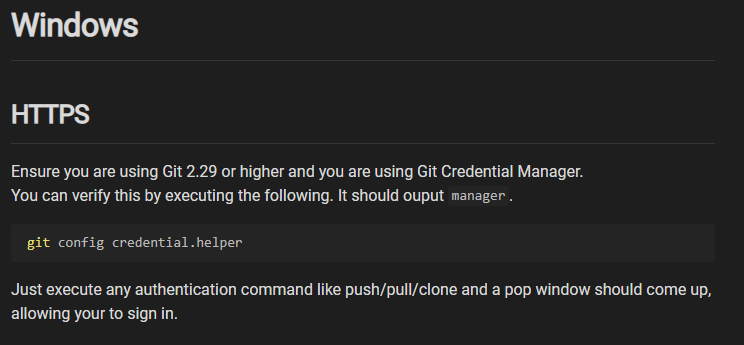 Windows
HTTPS
Ensure you are using Git 2.29 or higher and you are using Git Credential Manager.
You can verify this by executing the following. It should ouput manager.
git config credential.helper
Just execute any authentication command like push/pull/clone and a pop window should come up,
allowing your to sign in.